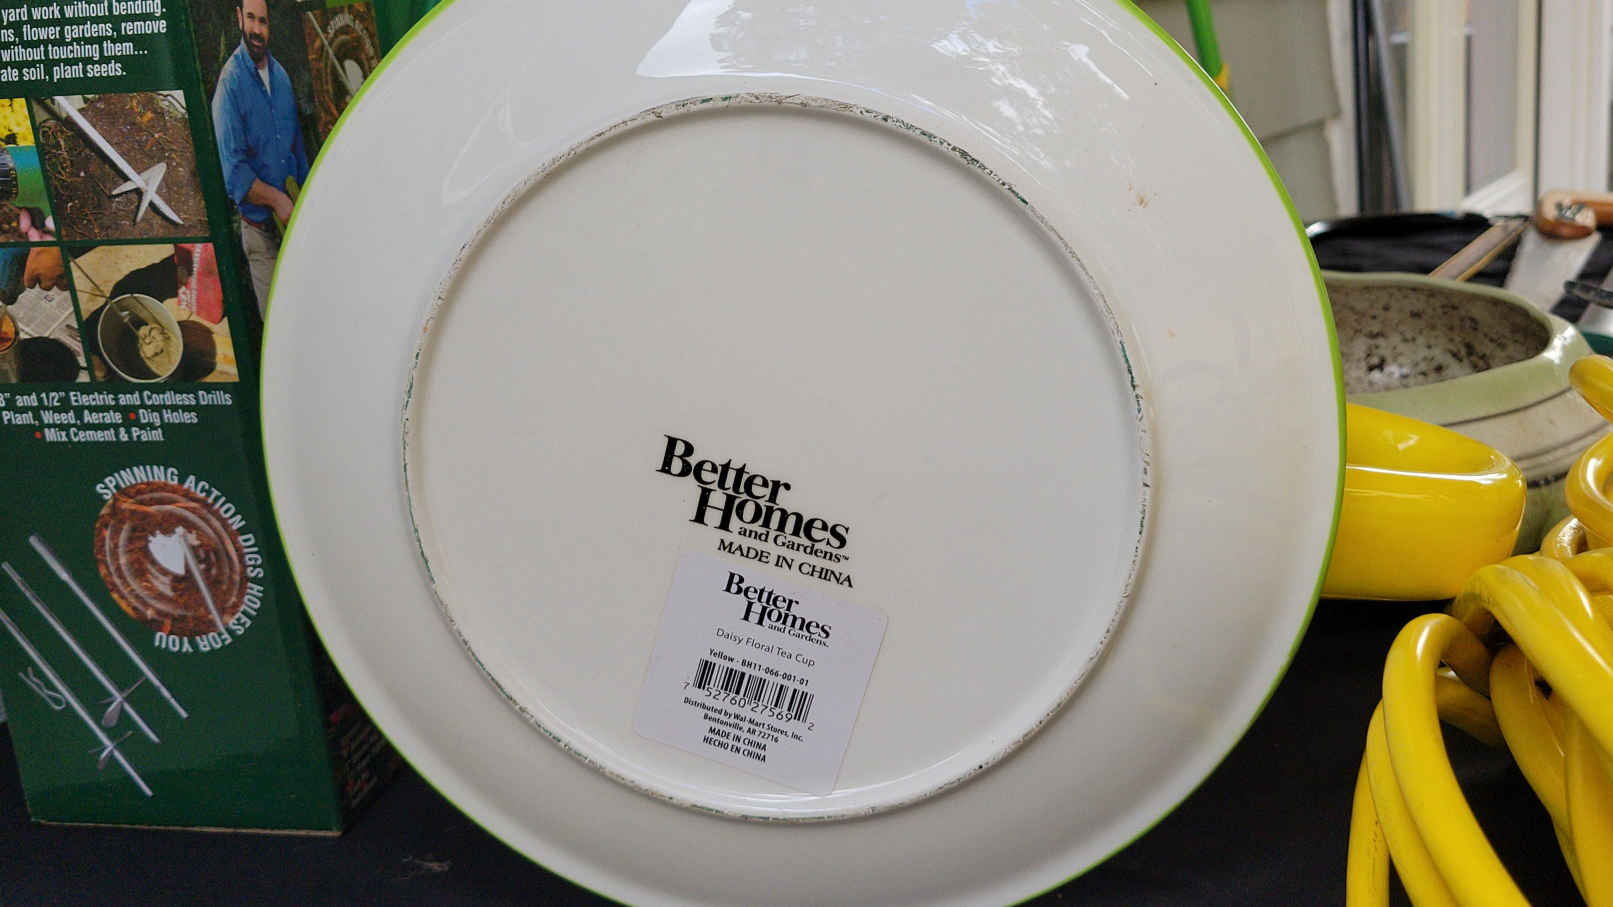 yard work without bending.
ns, flower gardens, remove
without touching them...
ate soil, plant seeds.
8" and 1/2" Electric and Cordless Drills
Plant, Weed, Aerate • Dig Holes
• Mix Cement & Paint
SPINNING ACTION DIGS HOLES FOR YOU
Better
Homes
and Gardens™
MADE IN CHINA
Better
Homes
and Gardens™
Daisy Floral Tea Cup
Yellow - BH11-066-001-01
7 52760 27569 2
Distributed by Wal-Mart Stores, Inc.
Bentonville, AR 72716
MADE IN CHINA
HECHO EN CHINA